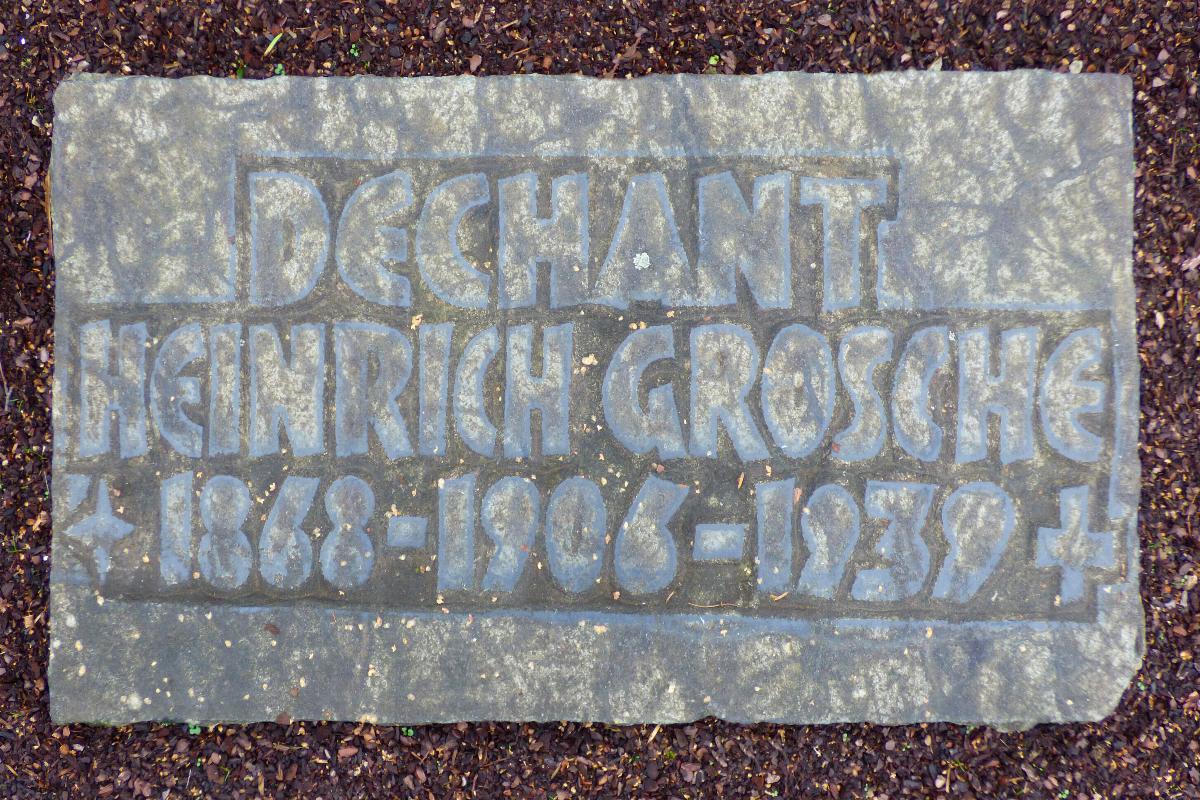 DECHANT
HEINRICH GROSCHE
1868-1906-1939